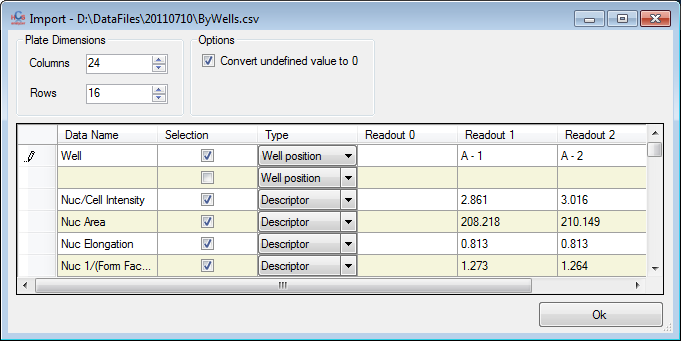 Import - D:\DataFiles\20110710\ByWells.csv
Plate Dimensions
Columns 24
Rows 16
Options
Convert undefined value to 0
Data Name Selection Type Readout 0 Readout 1 Readout 2
Well Well position A - 1 A - 2
Well position
Nuc/Cell Intensity Descriptor 2.861 3.016
Nuc Area Descriptor 208.218 210.149
Nuc Elongation Descriptor 0.813 0.813
Nuc 1/(Form Fac... Descriptor 1.273 1.264
Ok